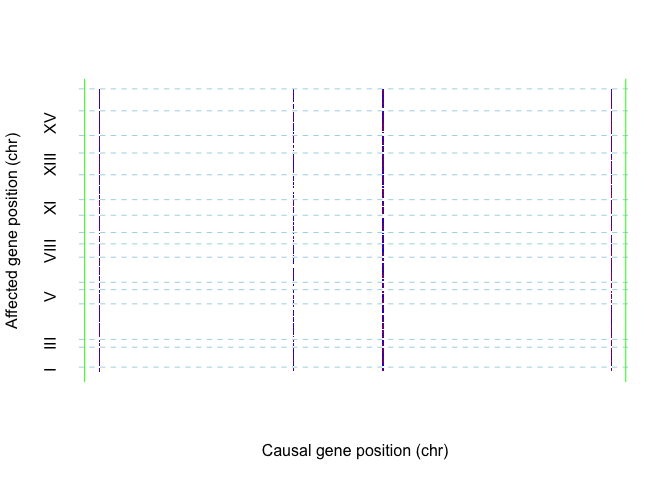 Affected gene position (chr)
XV
XIII
XI
VIII
V
III
I
Causal gene position (chr)